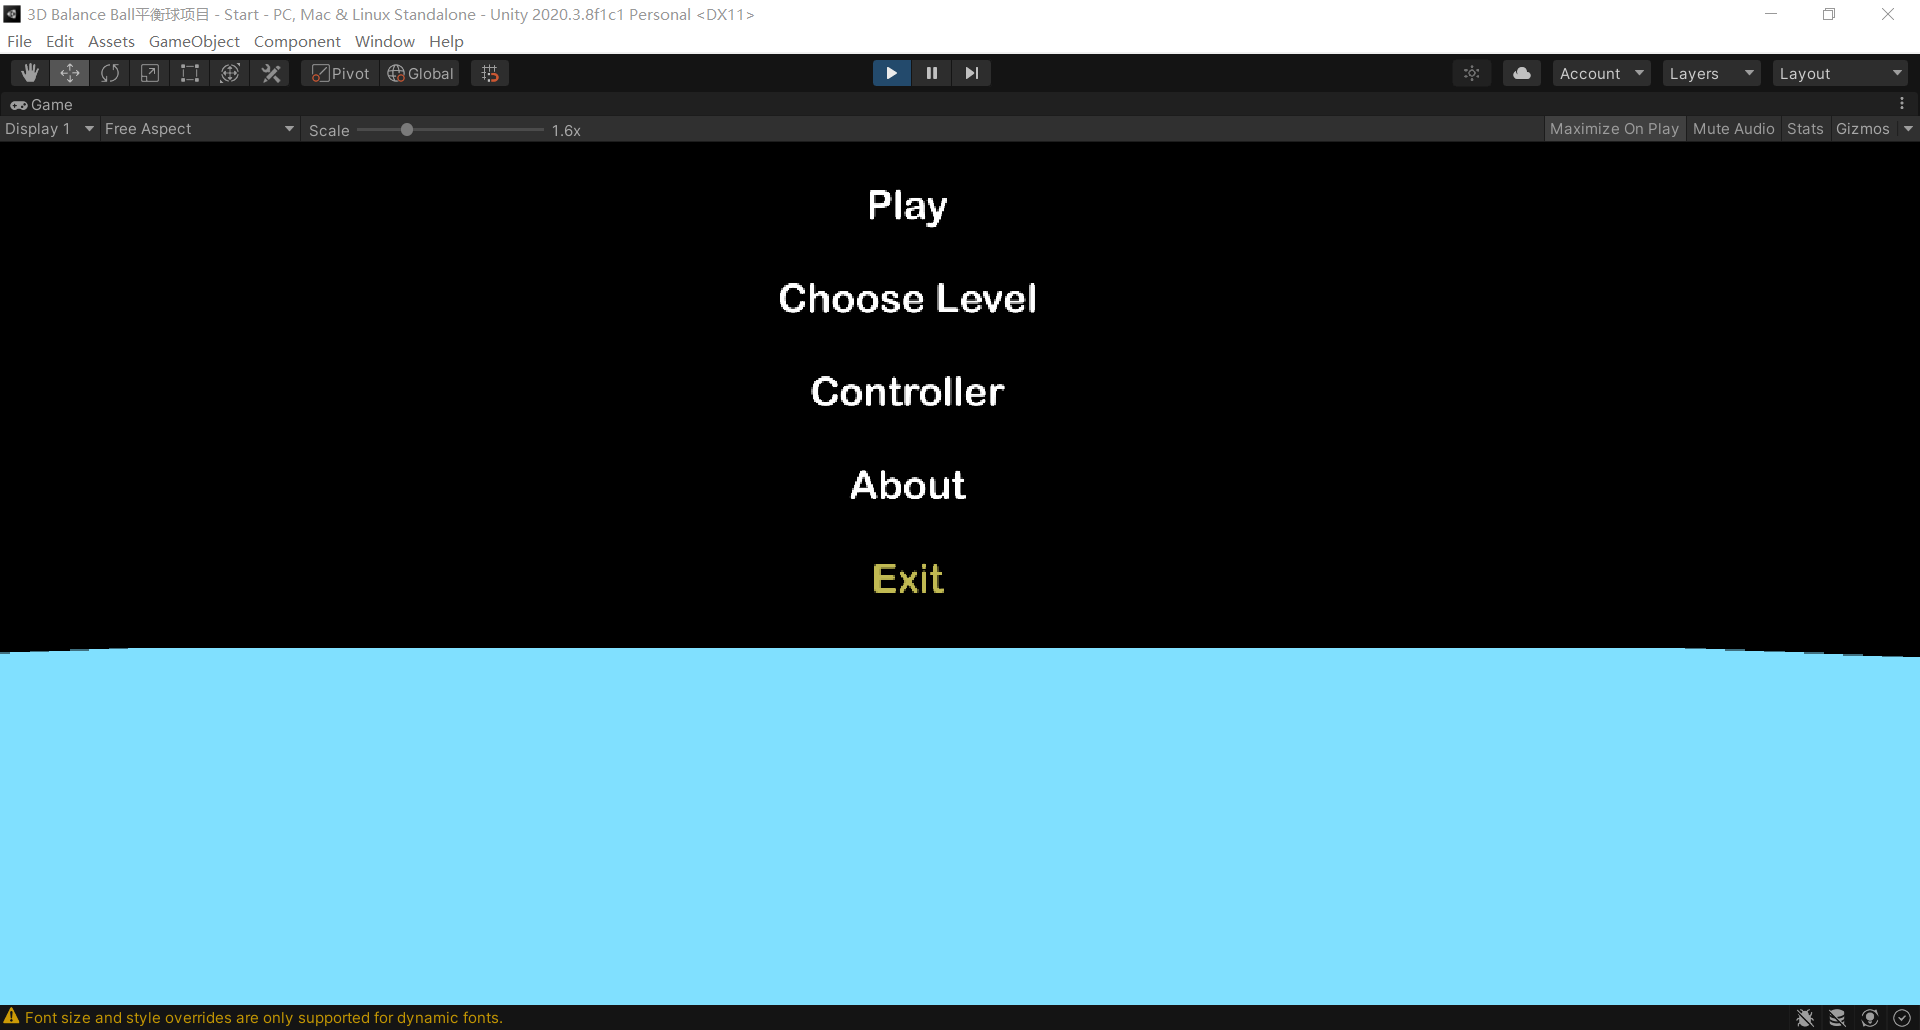 3D Balance Ball平衡球项目 - Start - PC, Mac & Linux Standalone - Unity 2020.3.8f1c1 Personal <DX11>
File Edit Assets GameObject Component Window Help
Pivot Global Account Layers Layout
Game
Display 1 Free Aspect Scale 1.6x Maximize On Play Mute Audio Stats Gizmos
Play
Choose Level
Controller
About
Exit
Font size and style overrides are only supported for dynamic fonts.